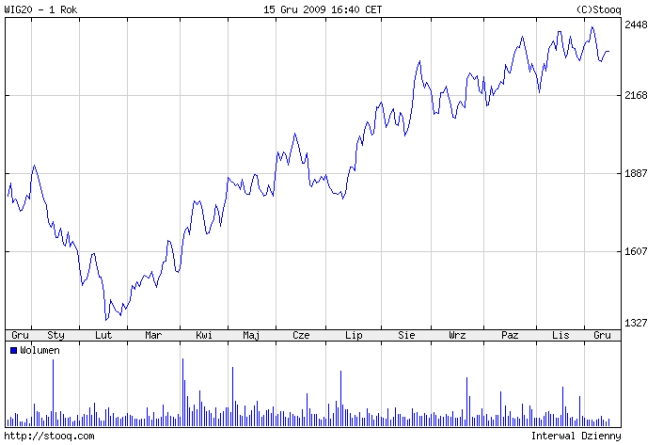 WIG20 - 1 Rok 15 Gru 2009 16:40 CET (C)Stooq
2448
2168
1887
1607
1327
Gru Sty Lut Mar Kwi Maj Cze Lip Sie Wrz Paz Lis Gru
Wolumen
http://stooq.com Interwal Dzienny